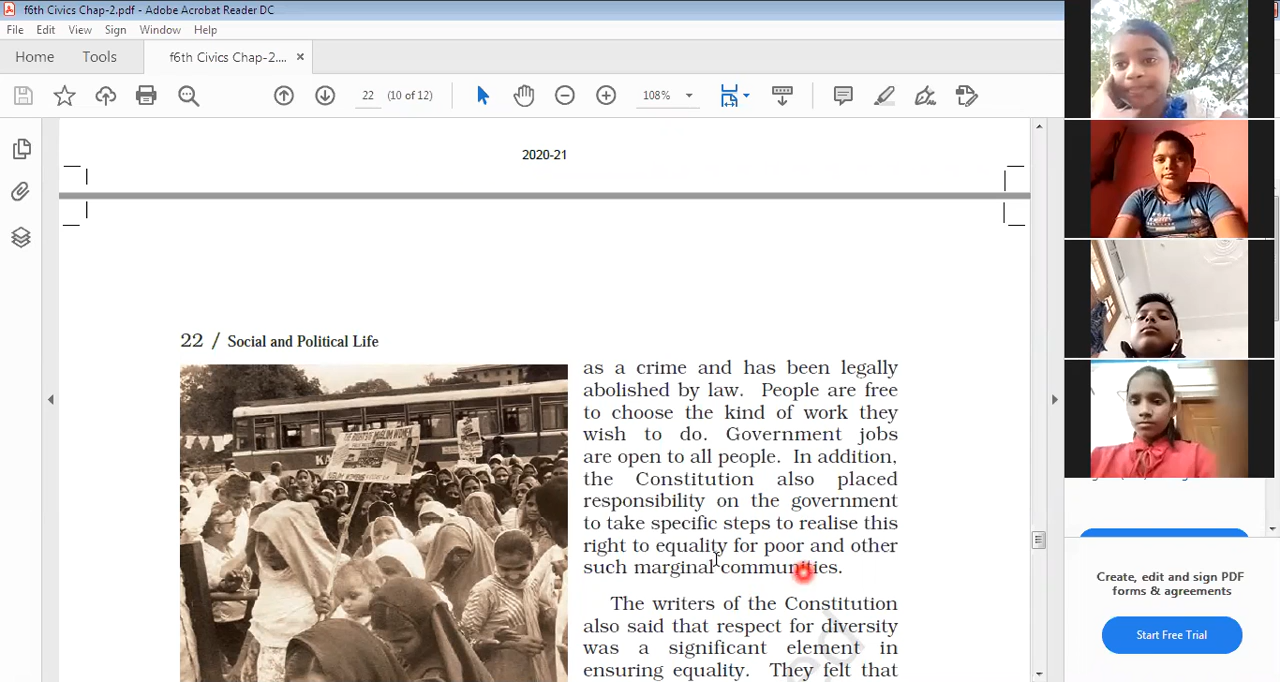 f6th Civics Chap-2.pdf - Adobe Acrobat Reader DC
File Edit View Sign Window Help
Home Tools f6th Civics Chap-2.... ×
22 (10 of 12) 108%
2020-21
22 / Social and Political Life
THE RIGHTS OF MUSLIM WOMEN
as a crime and has been legally
abolished by law. People are free
to choose the kind of work they
wish to do. Government jobs
are open to all people. In addition,
the Constitution also placed
responsibility on the government
to take specific steps to realise this
right to equality for poor and other
such marginal communities.
The writers of the Constitution
also said that respect for diversity
was a significant element in
ensuring equality. They felt that
Create, edit and sign PDF
forms & agreements
Start Free Trial